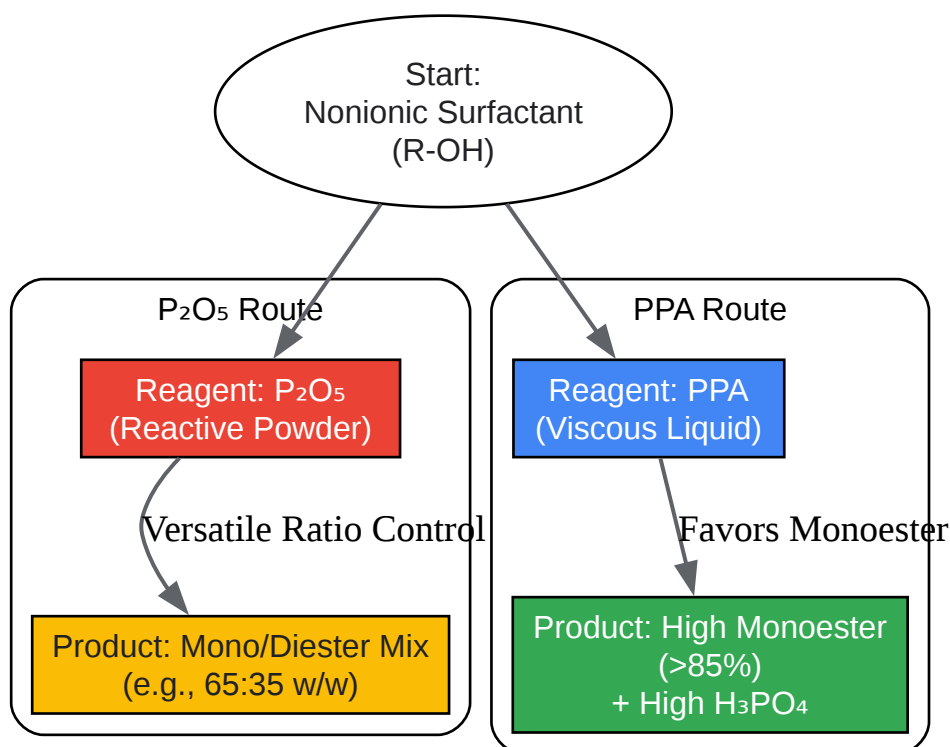 Start:
Nonionic Surfactant
(R-OH)
P₂O₅ Route
Reagent: P₂O₅
(Reactive Powder)
Versatile Ratio Control
Product: Mono/Diester Mix
(e.g., 65:35 w/w)
PPA Route
Reagent: PPA
(Viscous Liquid)
Favors Monoester
Product: High Monoester
(>85%)
+ High H₃PO₄